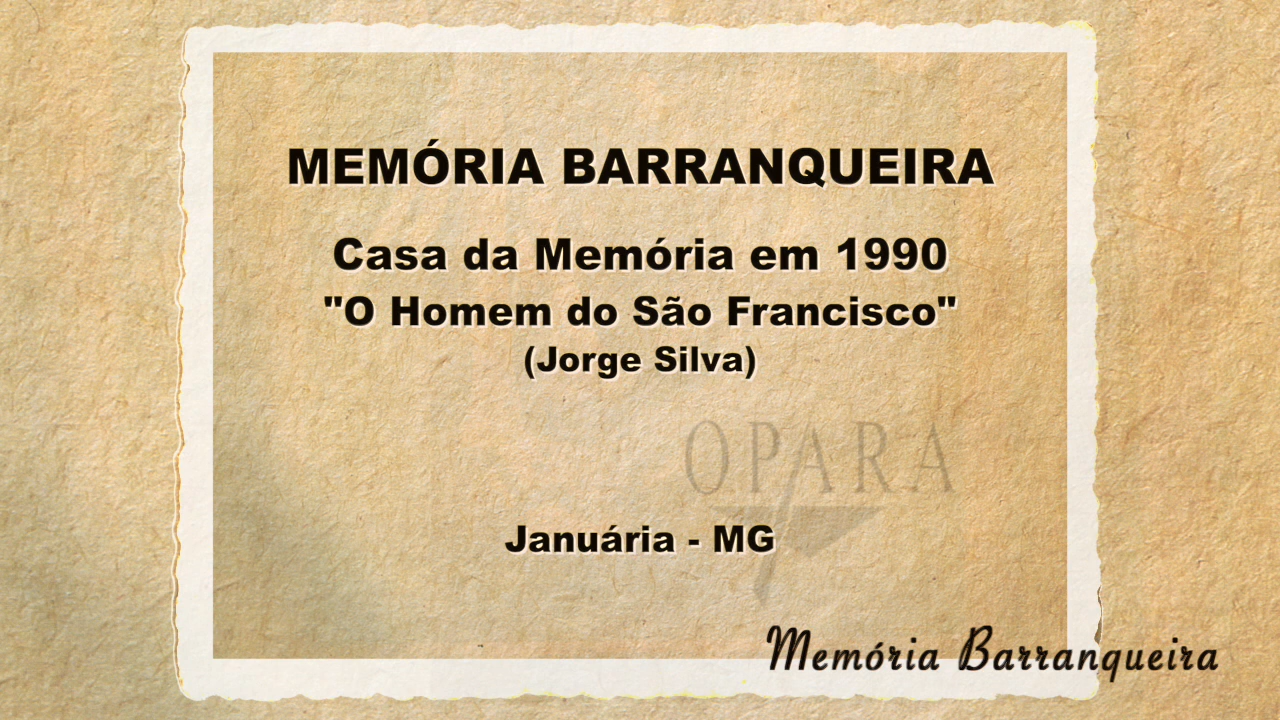 MEMÓRIA BARRANQUEIRA
Casa da Memória em 1990
"O Homem do São Francisco"
(Jorge Silva)
OPARA
Januária - MG
Memória Barranqueira